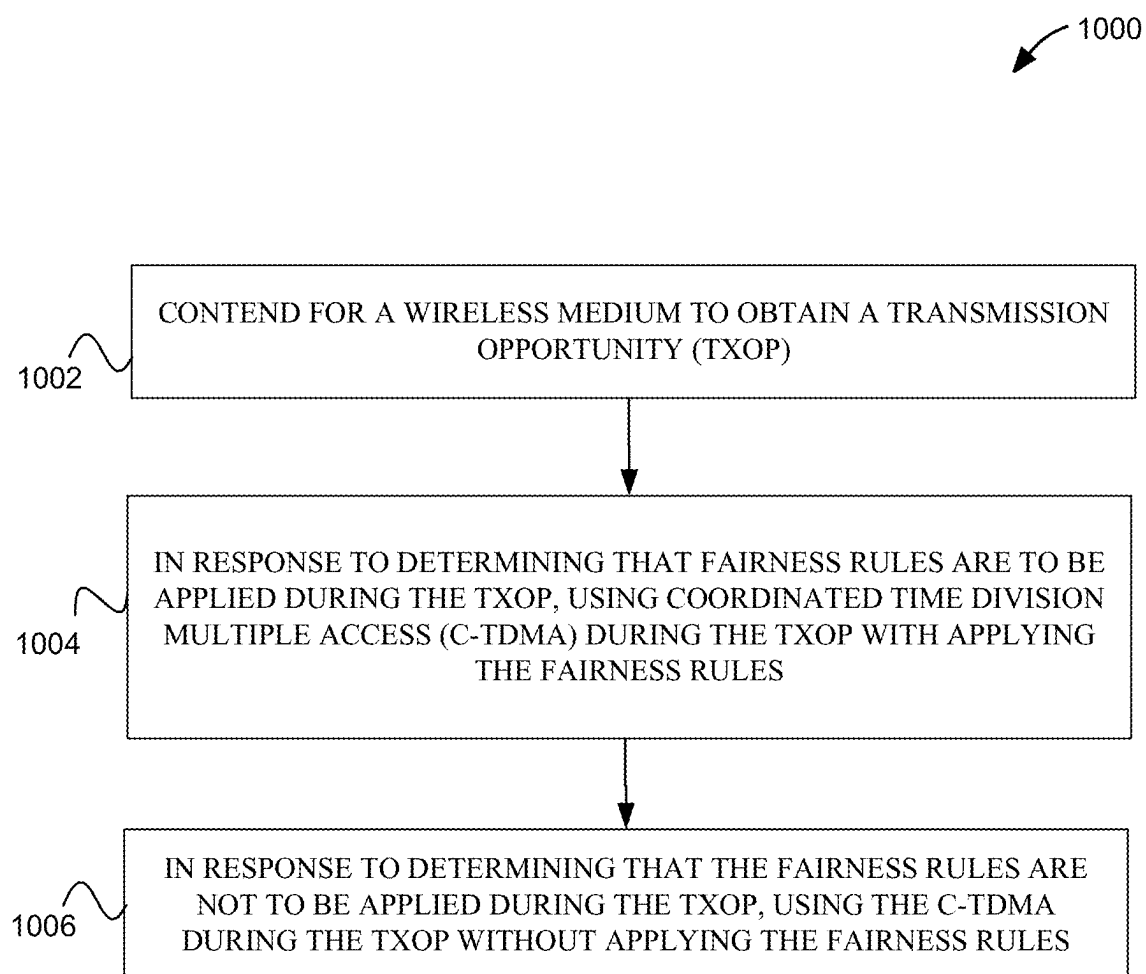 1000
CONTEND FOR A WIRELESS MEDIUM TO OBTAIN A TRANSMISSION
OPPORTUNITY (TXOP)
1002
IN RESPONSE TO DETERMINING THAT FAIRNESS RULES ARE TO BE
APPLIED DURING THE TXOP, USING COORDINATED TIME DIVISION
MULTIPLE ACCESS (C-TDMA) DURING THE TXOP WITH APPLYING
THE FAIRNESS RULES
1004
IN RESPONSE TO DETERMINING THAT THE FAIRNESS RULES ARE
NOT TO BE APPLIED DURING THE TXOP, USING THE C-TDMA
DURING THE TXOP WITHOUT APPLYING THE FAIRNESS RULES
1006